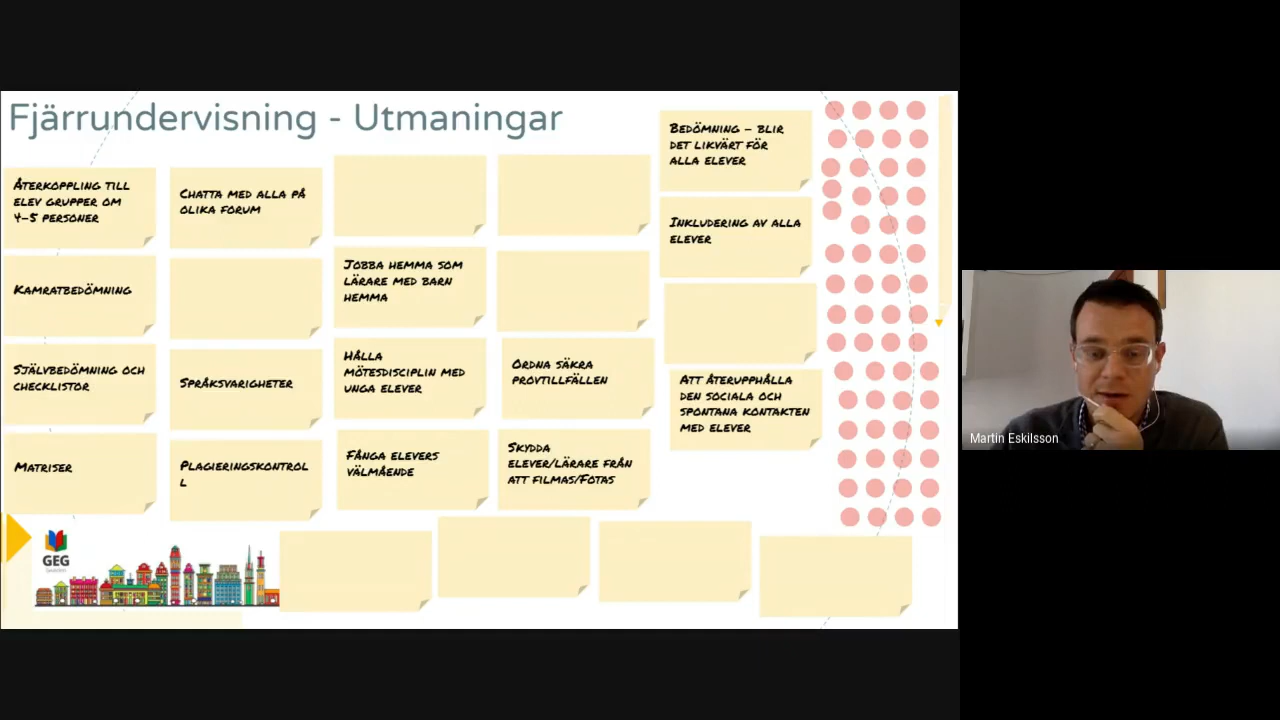 Fjärrundervisning - Utmaningar
ÅTERKOPPLING TILL
ELEV GRUPPER OM
4-5 PERSONER
KAMRATBEDÖMNING
SJÄLVBEDÖMNING OCH
CHECKLISTOR
MATRISER
CHATTA MED ALLA PÅ
OLIKA FORUM
SPRÅKSVARIGHETER
PLAGIERINGSKONTROL
L
JOBBA HEMMA SOM
LÄRARE MED BARN
HEMMA
HÅLLA
MÖTESDISCIPLIN MED
UNGA ELEVER
FÅNGA ELEVERS
VÄLMÅENDE
ORDNA SÄKRA
PROVTILLFÄLLEN
SKYDDA
ELEVER/LÄRARE FRÅN
ATT FILMAS/FOTAS
BEDÖMNING - BLIR
DET LIKVÄRT FÖR
ALLA ELEVER
INKLUDERING AV ALLA
ELEVER
ATT ÅTERUPPHÅLLA
DEN SOCIALA OCH
SPONTANA KONTAKTEN
MED ELEVER
GEG
Martin Eskilsson